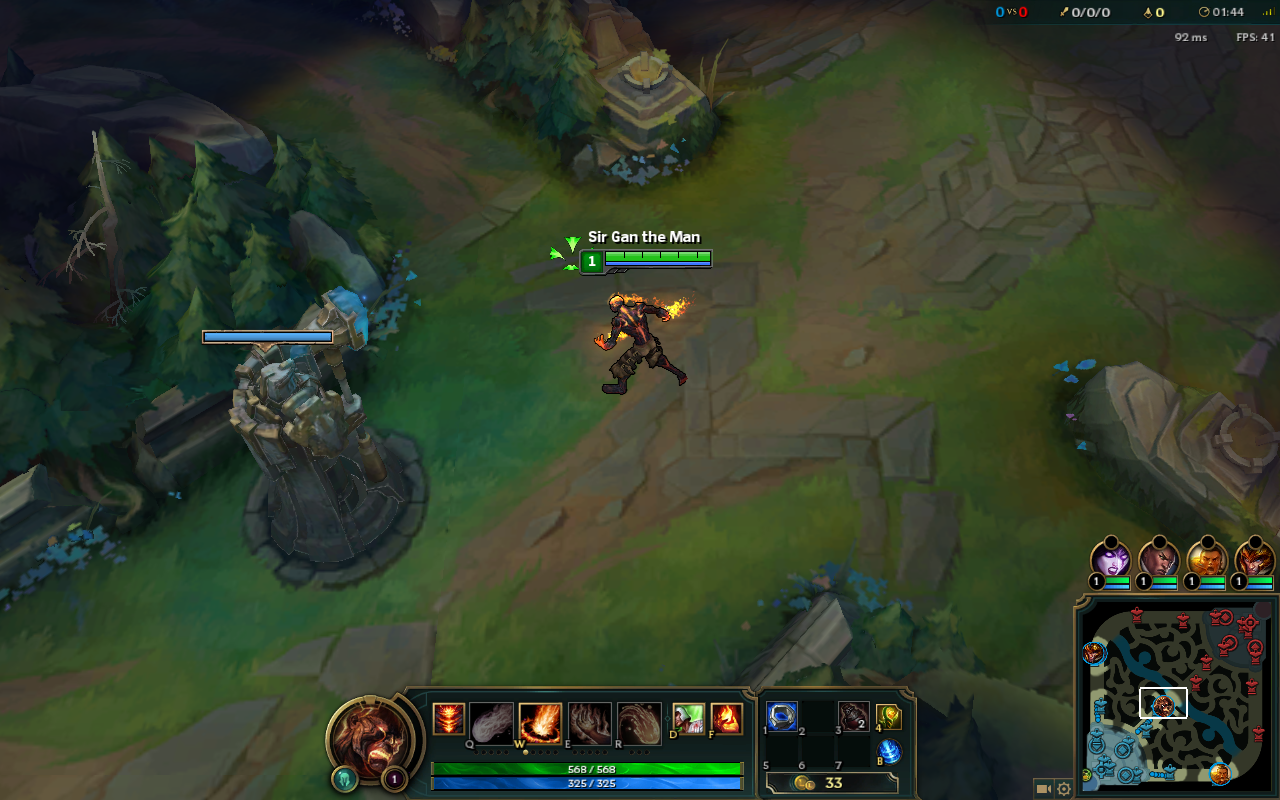 0 vs 0 0/0/0 0 01:44
92 ms FPS: 41
Sir Gan the Man
1
1 1 1 1
Q W E R D F
1 2 3 2 4
5 6 7 B
568 / 568
325 / 325
1
33